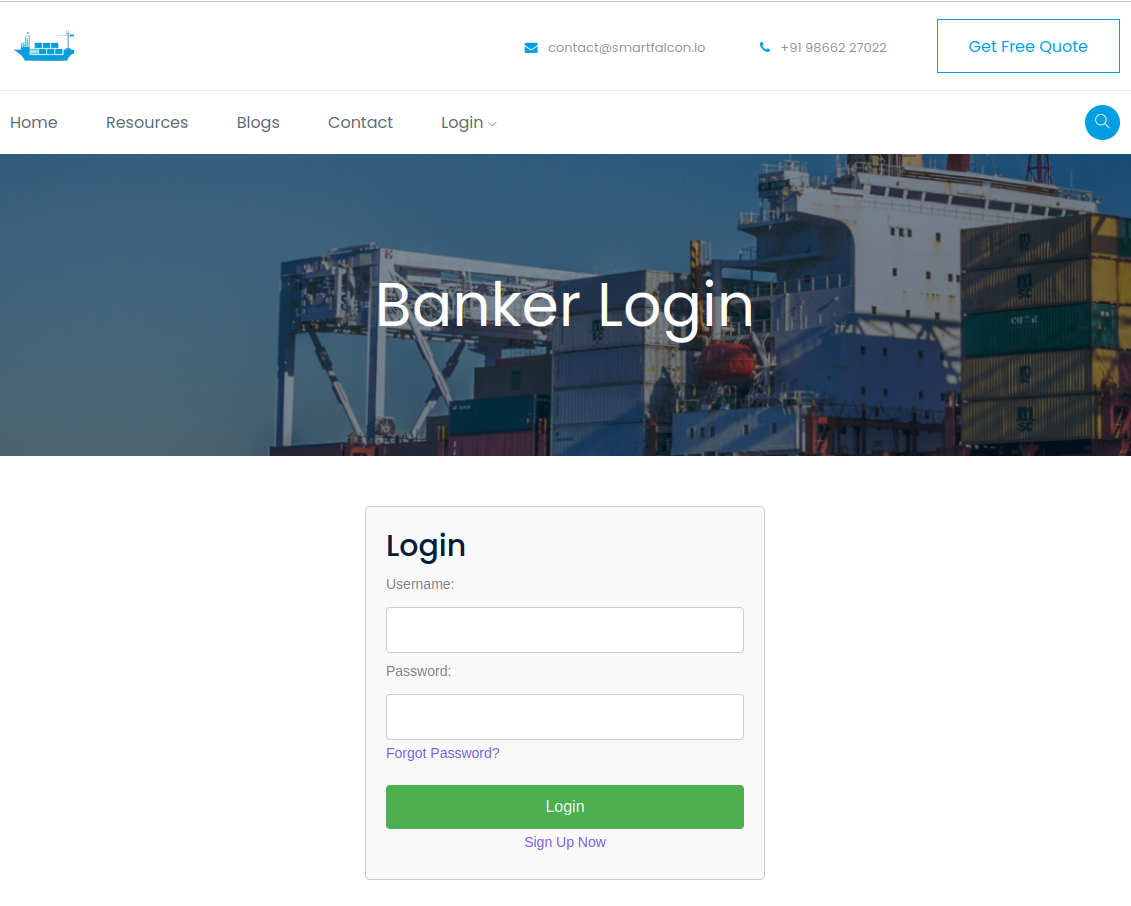 contact@smartfalcon.io
+91 98662 27022
Get Free Quote
Home
Resources
Blogs
Contact
Login
Banker Login
Login
Username:
Password:
Forgot Password?
Login
Sign Up Now